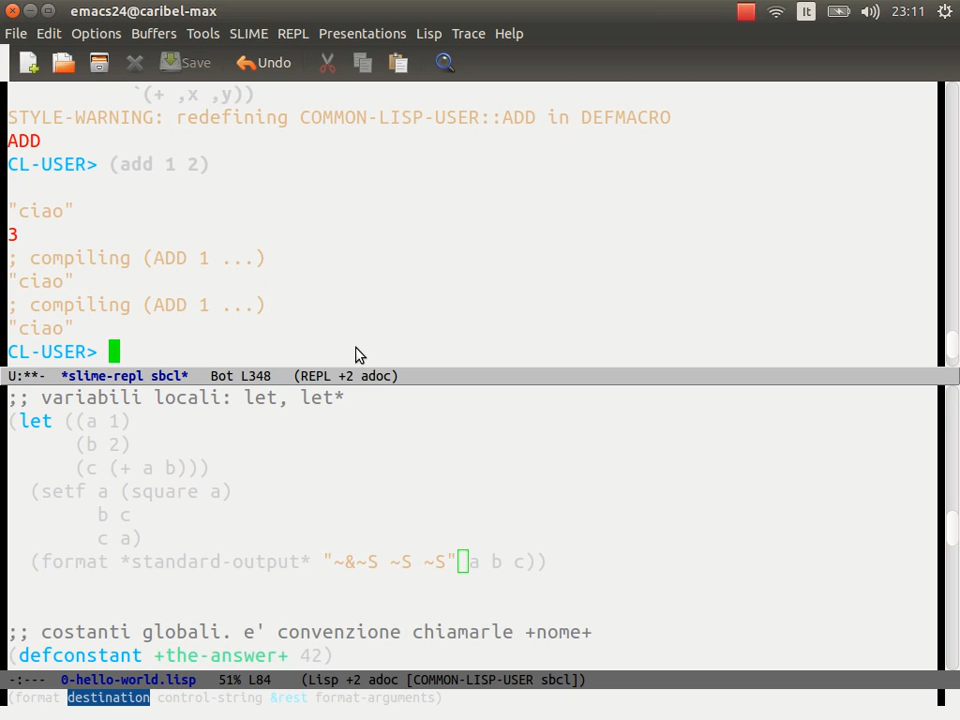 emacs24@caribel-max It 23:11
File Edit Options Buffers Tools SLIME REPL Presentations Lisp Trace Help
Save Undo
`(+ ,x ,y))
STYLE-WARNING: redefining COMMON-LISP-USER::ADD in DEFMACRO
ADD
CL-USER> (add 1 2)
"ciao"
3
; compiling (ADD 1 ...)
"ciao"
; compiling (ADD 1 ...)
"ciao"
CL-USER>
U:**- *slime-repl sbcl* Bot L348 (REPL +2 adoc)
;; variabili locali: let, let*
(let ((a 1)
(b 2)
(c (+ a b)))
(setf a (square a)
b c
c a)
(format *standard-output* "~&~S ~S ~S" a b c))
;; costanti globali. e' convenzione chiamarle +nome+
(defconstant +the-answer+ 42)
-:--- 0-hello-world.lisp 51% L84 (Lisp +2 adoc [COMMON-LISP-USER sbcl])
(format destination control-string &rest format-arguments)